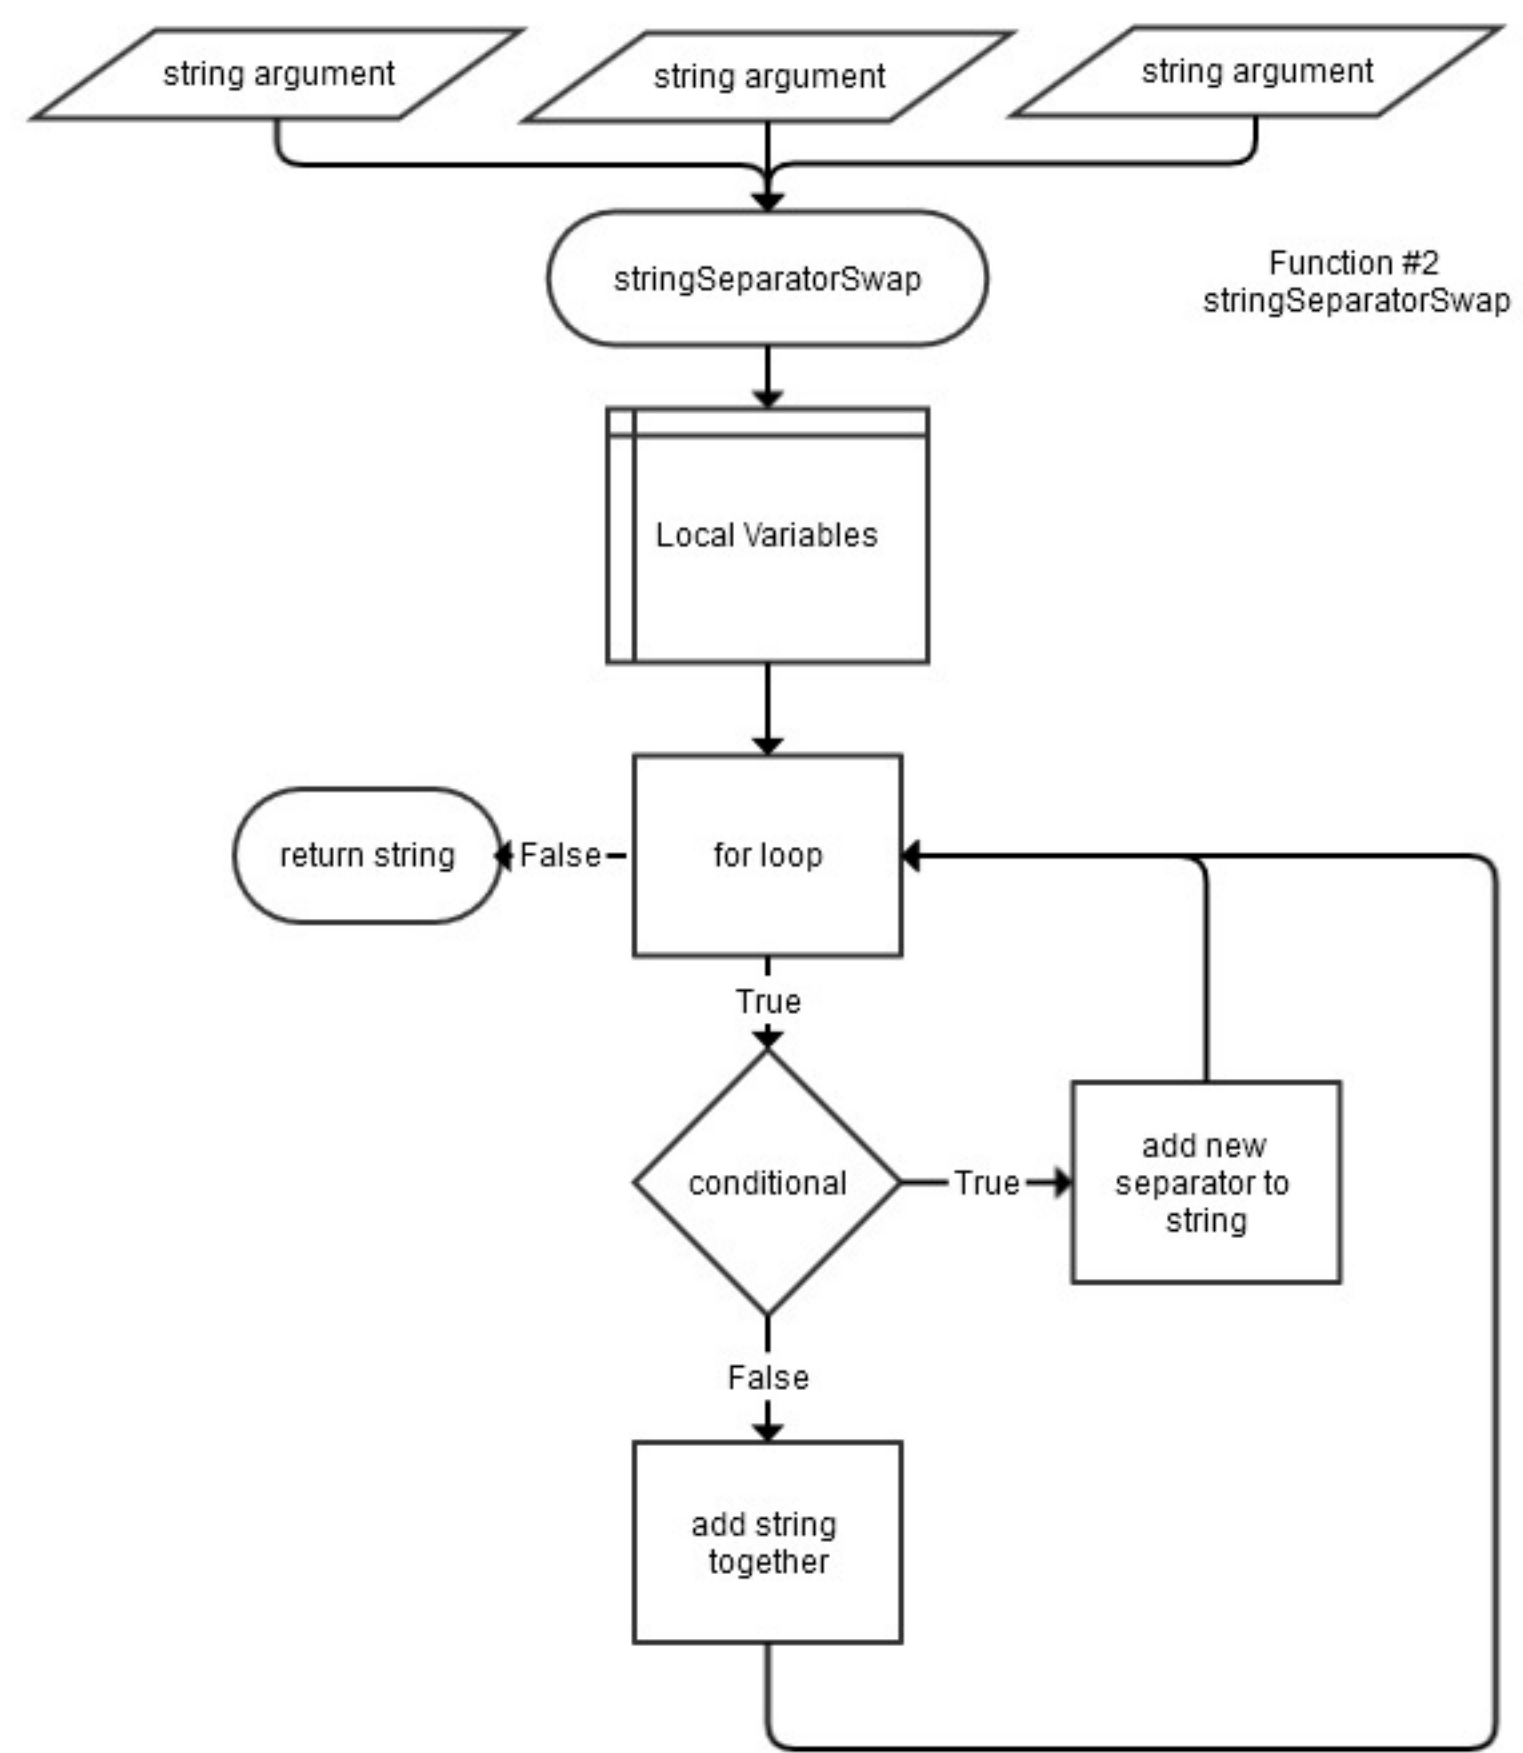 string argument
string argument
string argument
stringSeparatorSwap
Function #2
stringSeparatorSwap
Local Variables
return string
False
for loop
True
conditional
True
add new
separator to
string
False
add string
together